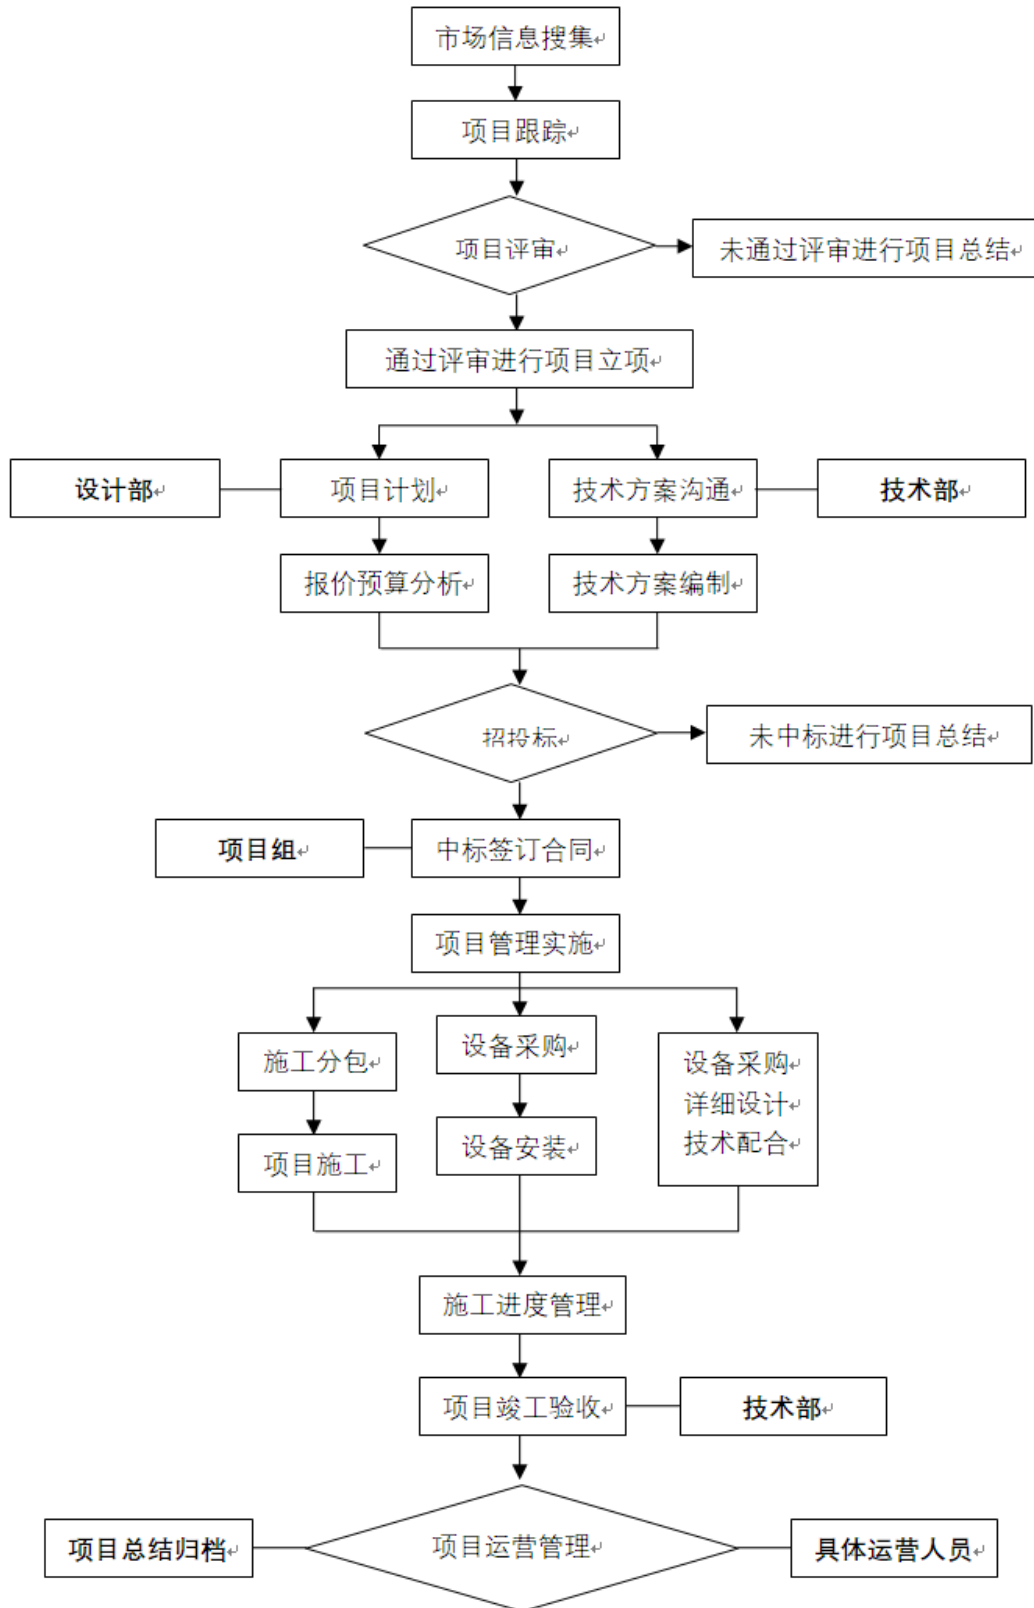 市场信息搜集
项目跟踪
项目评审
未通过评审进行项目总结
通过评审进行项目立项
设计部
项目计划
技术方案沟通
技术部
报价预算分析
技术方案编制
招投标
未中标进行项目总结
项目组
中标签订合同
项目管理实施
施工分包
设备采购
设备采购
详细设计
技术配合
项目施工
设备安装
施工进度管理
项目竣工验收
技术部
项目总结归档
项目运营管理
具体运营人员